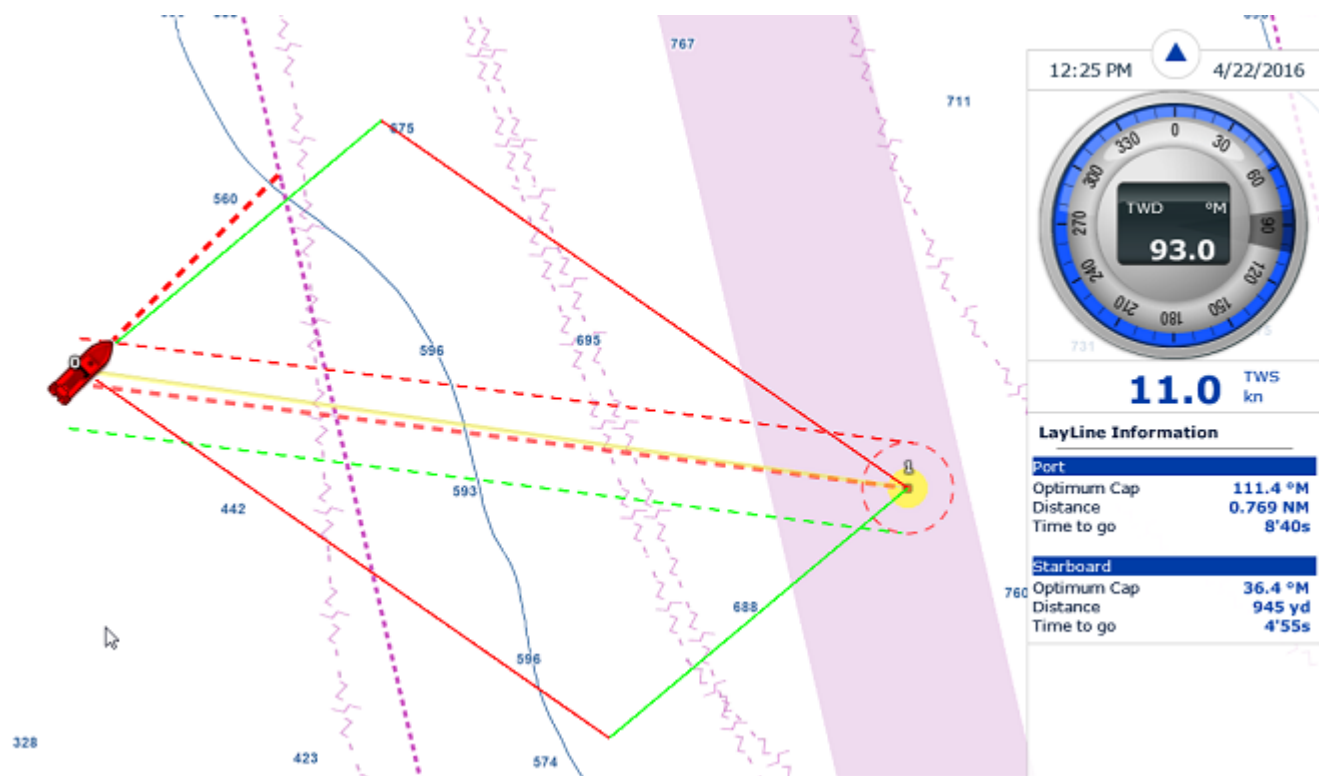 767
711
675
560
596
695
0
1
593
442
688
760
596
328
423
574
12:25 PM
4/22/2016
0
30
60
90
120
150
180
210
240
270
300
330
TWD °M
93.0
731
11.0 TWS
kn
LayLine Information
Port
Optimum Cap 111.4 °M
Distance 0.769 NM
Time to go 8'40s
Starboard
Optimum Cap 36.4 °M
Distance 945 yd
Time to go 4'55s